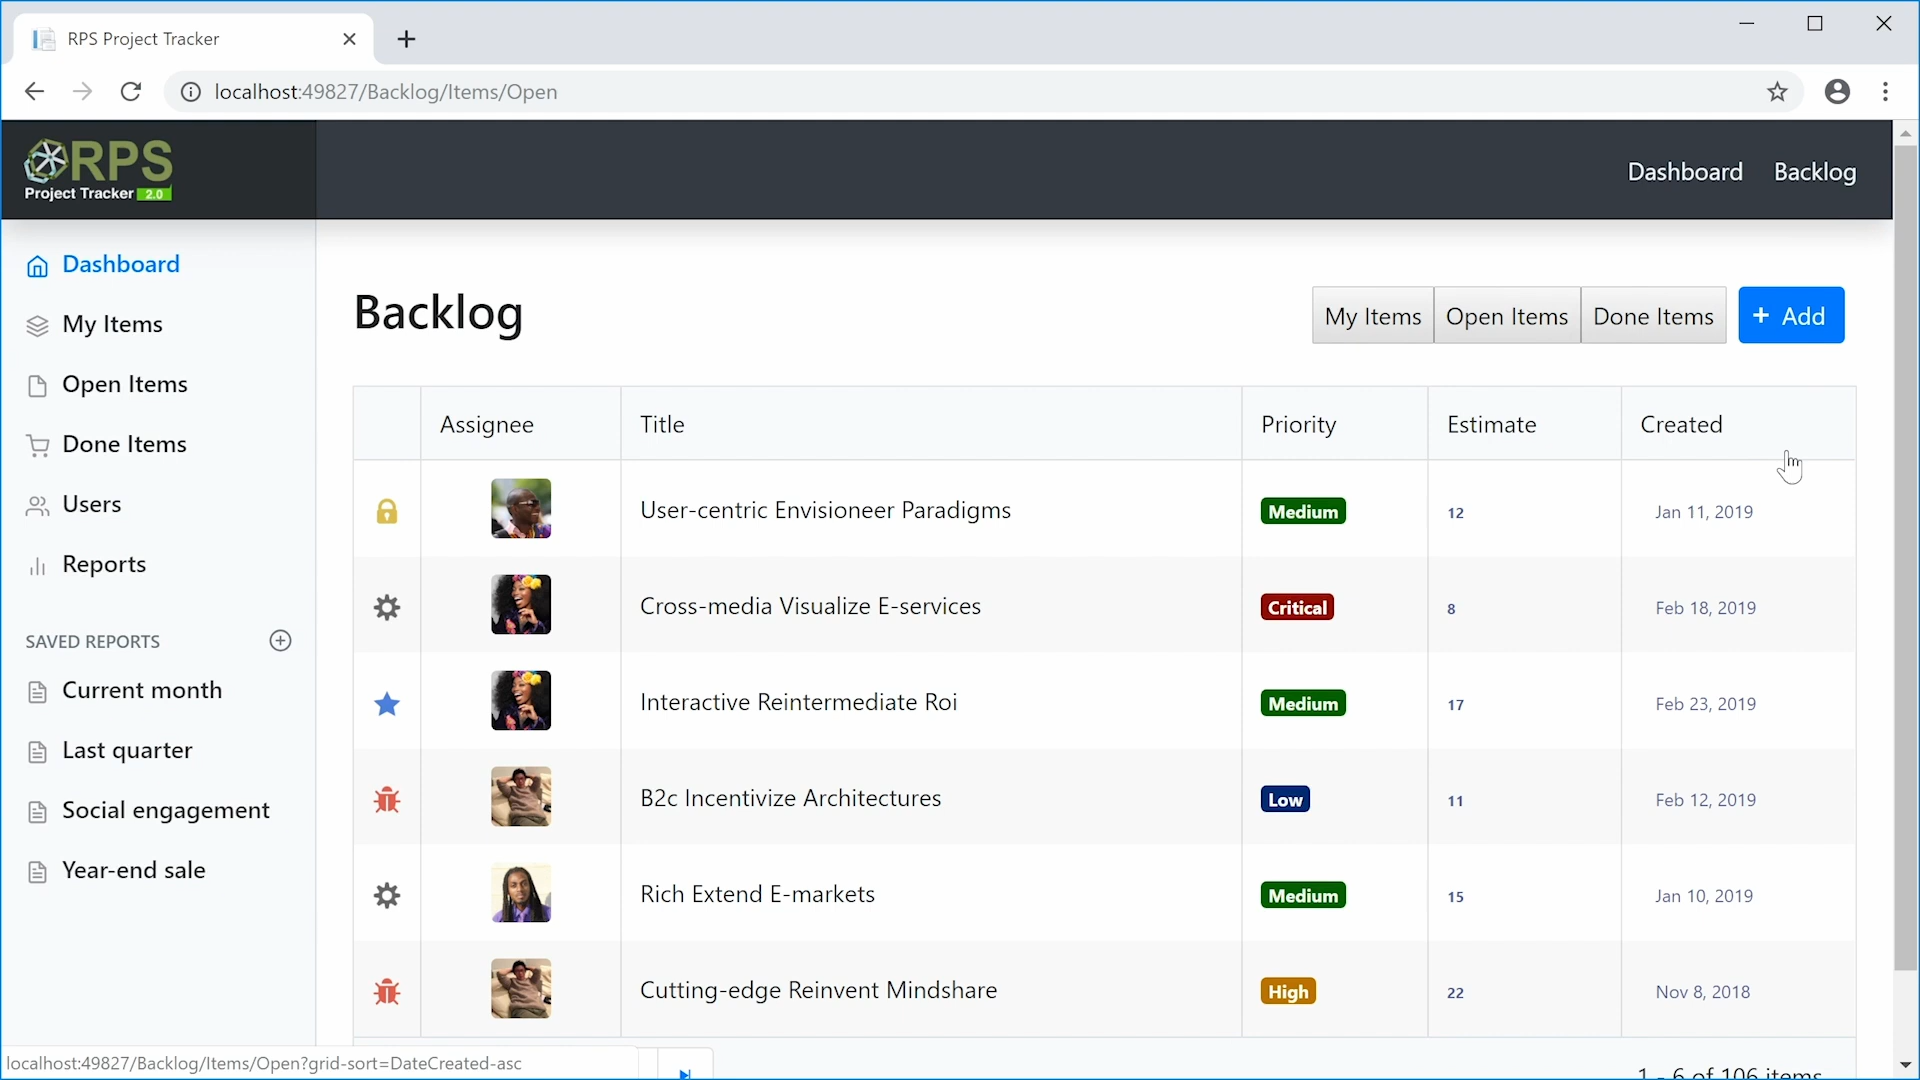 RPS Project Tracker
localhost:49827/Backlog/Items/Open
RPS
Project Tracker 2.0
Dashboard Backlog
Dashboard
My Items
Open Items
Done Items
Users
Reports
SAVED REPORTS
Current month
Last quarter
Social engagement
Year-end sale
Backlog
My Items Open Items Done Items + Add
Assignee Title Priority Estimate Created
User-centric Envisioneer Paradigms Medium 12 Jan 11, 2019
Cross-media Visualize E-services Critical 8 Feb 18, 2019
Interactive Reintermediate Roi Medium 17 Feb 23, 2019
B2c Incentivize Architectures Low 11 Feb 12, 2019
Rich Extend E-markets Medium 15 Jan 10, 2019
Cutting-edge Reinvent Mindshare High 22 Nov 8, 2018
1 - 6 of 106 items
localhost:49827/Backlog/Items/Open?grid-sort=DateCreated-asc